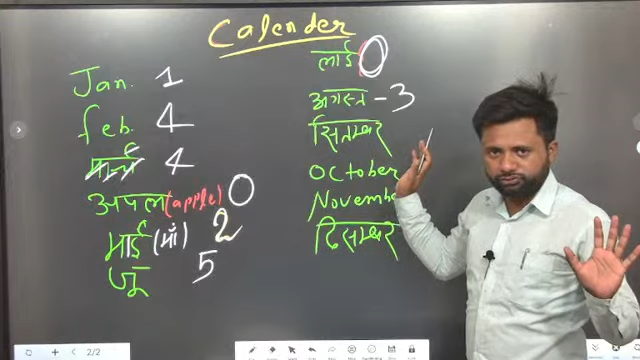 Calender
Jan. 1
feb. 4
मार्च 4
अपल (apple) 0
माई (माँ) 2
जू 5
लाई 0
अगस्त - 3
सितम्बर
October
Novembe
दिसम्बर
2/2